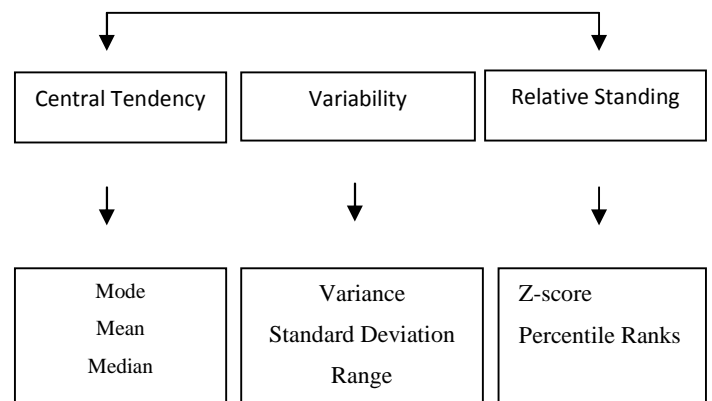 Central Tendency
Variability
Relative Standing
Mode
Mean
Median
Variance
Standard Deviation
Range
Z-score
Percentile Ranks